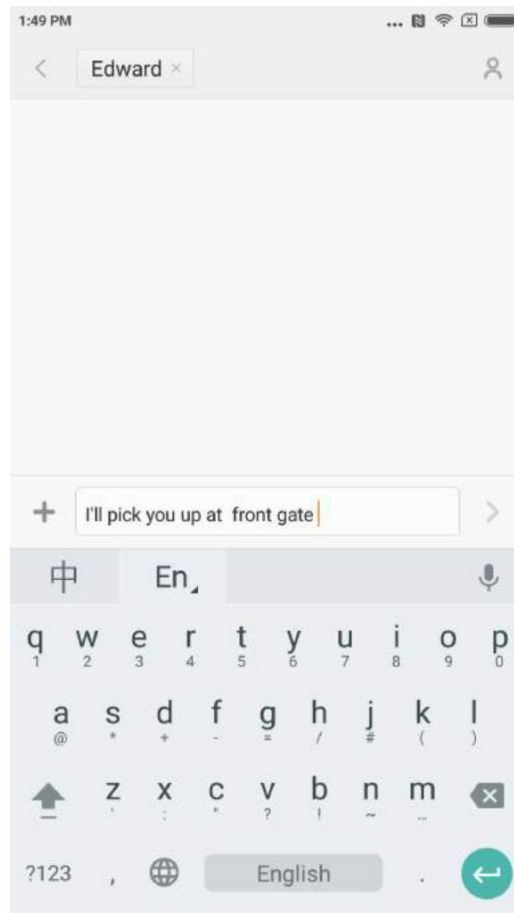 1:49 PM ...
Edward ×
I'll pick you up at  front gate
中 En
q w e r t y u i o p
1 2 3 4 5 6 7 8 9 0
a s d f g h j k l
@ * + - = / # ( )
z x c v b n m
' : " ? ! ~ ...
?123 , English .